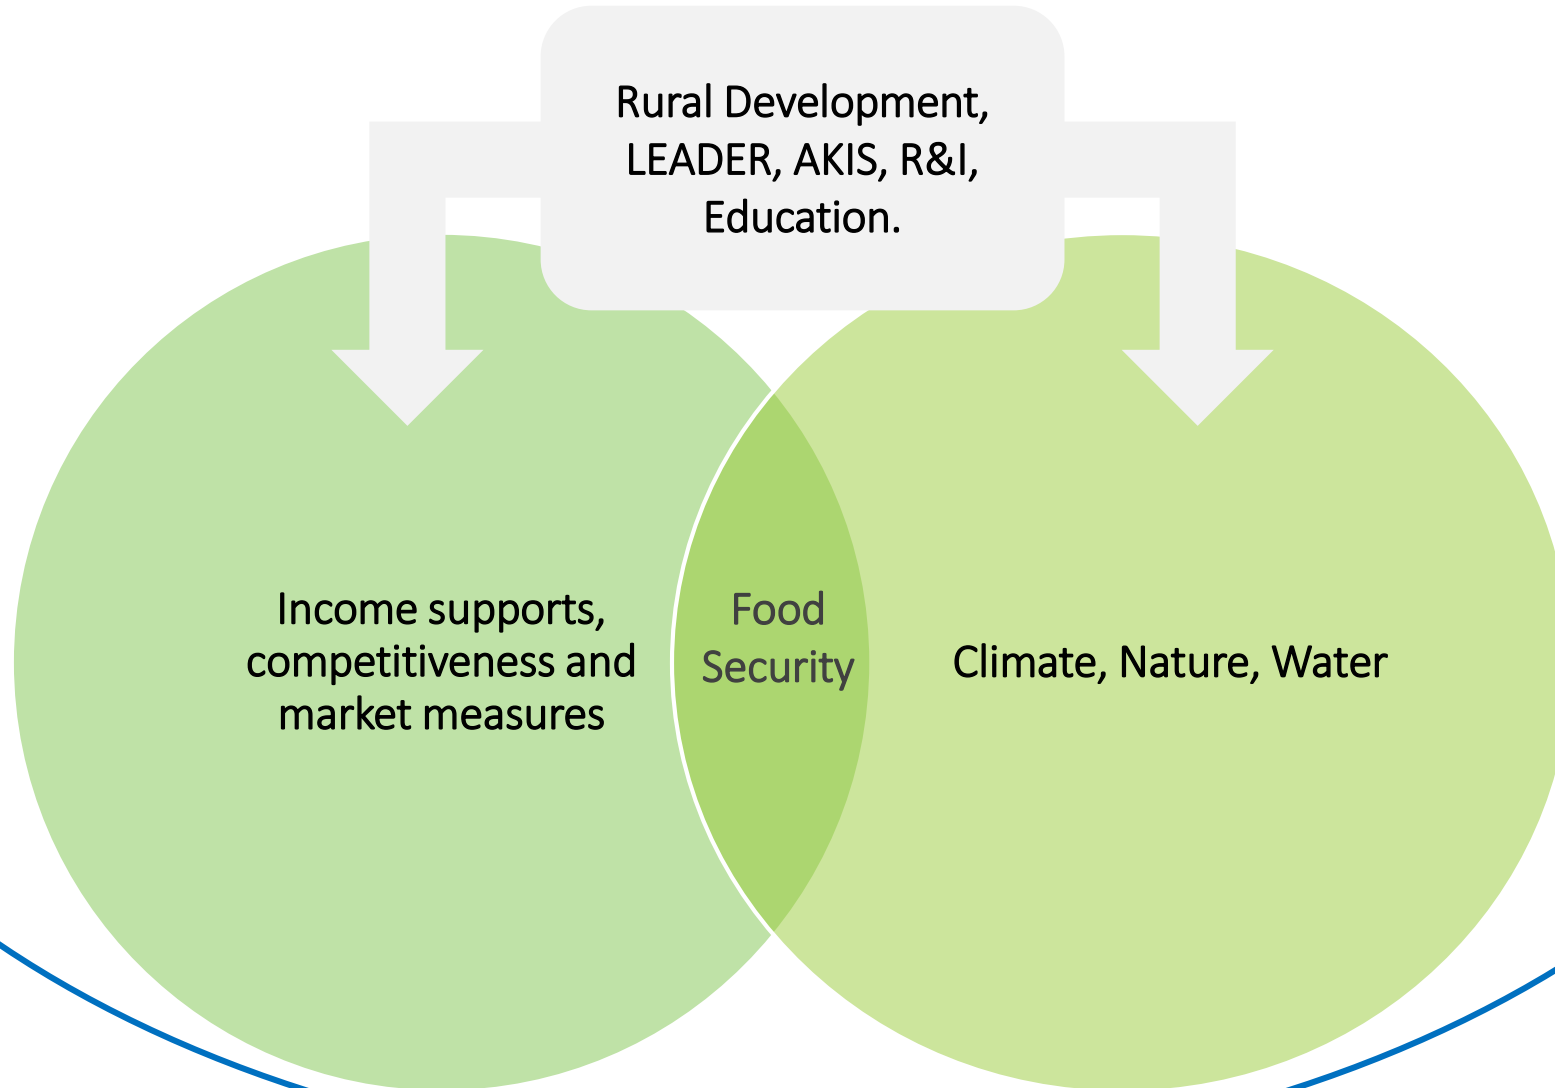 Rural Development,
LEADER, AKIS, R&I,
Education.
Income supports,
competitiveness and
market measures
Food
Security
Climate, Nature, Water